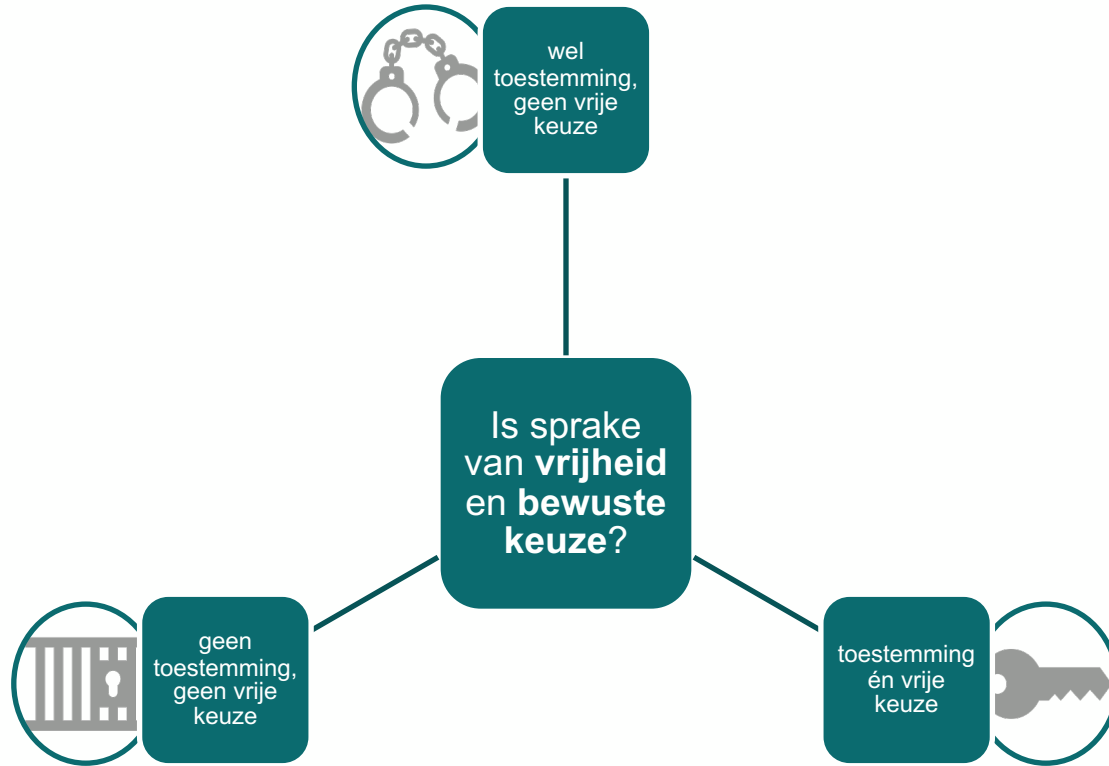 wel
toestemming,
geen vrije
keuze
Is sprake
van vrijheid
en bewuste
keuze?
geen
toestemming,
geen vrije
keuze
toestemming
én vrije
keuze